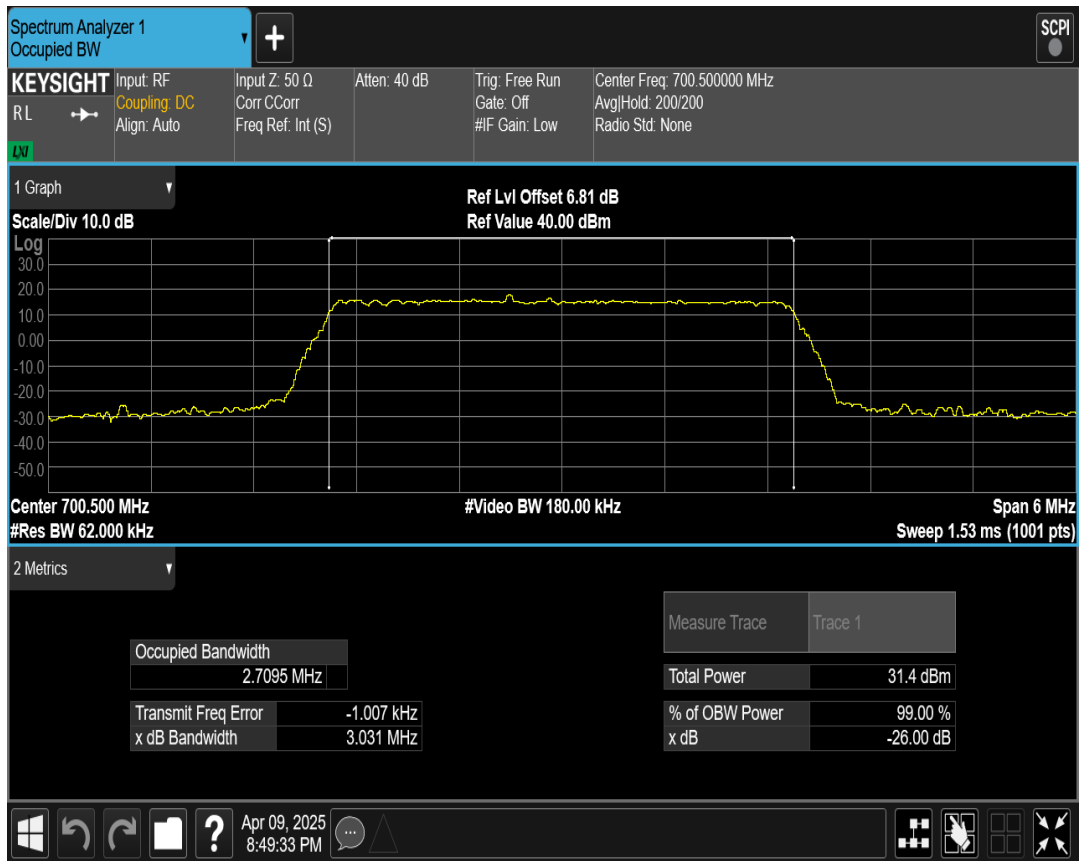 Spectrum Analyzer 1
Occupied BW
+
SCPI
KEYSIGHT
RL
LXI
Input: RF
Coupling: DC
Align: Auto
Input Z: 50 Ω
Corr CCorr
Freq Ref: Int (S)
Atten: 40 dB
Trig: Free Run
Gate: Off
#IF Gain: Low
Center Freq: 700.500000 MHz
Avg|Hold: 200/200
Radio Std: None
1 Graph
Scale/Div 10.0 dB
Ref Lvl Offset 6.81 dB
Ref Value 40.00 dBm
Log
30.0
20.0
10.0
0.00
-10.0
-20.0
-30.0
-40.0
-50.0
Center 700.500 MHz
#Video BW 180.00 kHz
Span 6 MHz
#Res BW 62.000 kHz
Sweep 1.53 ms (1001 pts)
2 Metrics
Measure Trace Trace 1
Occupied Bandwidth
2.7095 MHz
Total Power 31.4 dBm
Transmit Freq Error -1.007 kHz
% of OBW Power 99.00 %
x dB Bandwidth 3.031 MHz
x dB -26.00 dB
?
Apr 09, 2025
8:49:33 PM